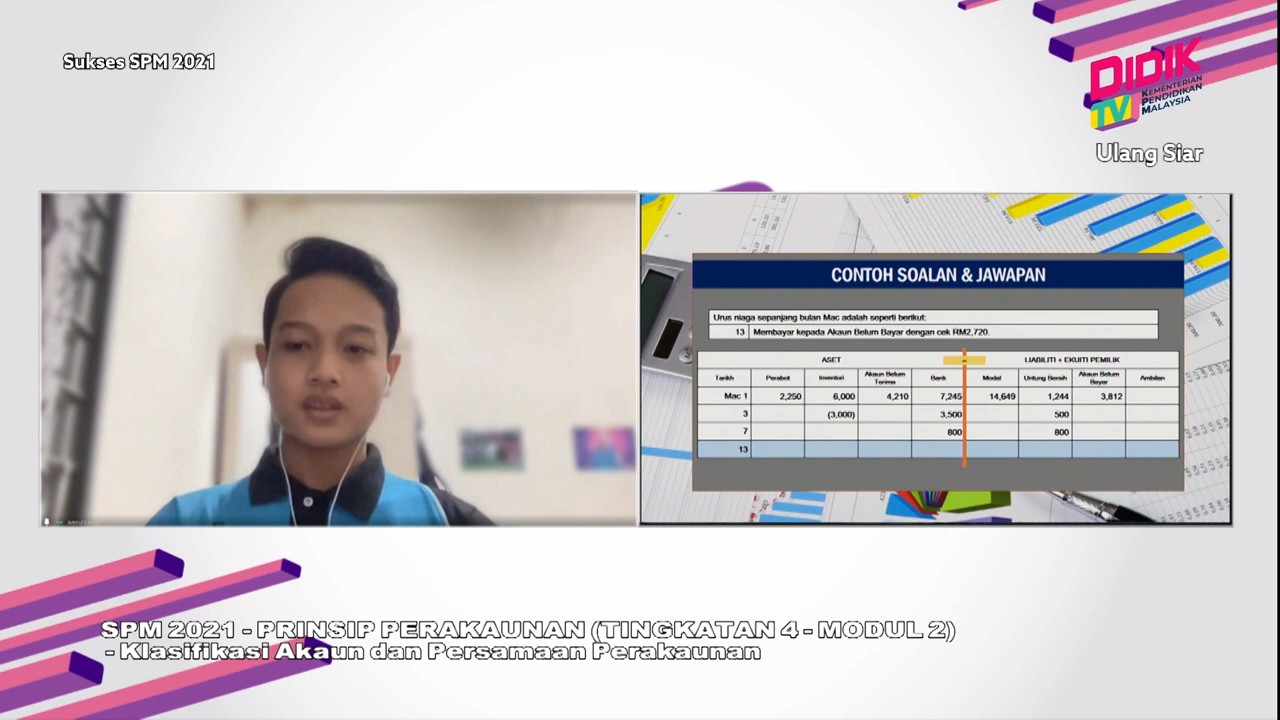 Sukses SPM 2021
DIDIK
TV
KEMENTERIAN
PENDIDIKAN
MALAYSIA
Ulang Siar
CONTOH SOALAN & JAWAPAN
Urus niaga sepanjang bulan Mac adalah seperti berikut:
13 Membayar kepada Akaun Belum Bayar dengan cek RM2,720.
ASET = LIABILITI + EKUITI PEMILIK
Tarikh Perabot Inventori Akaun Belum Terima Bank Modal Untung Bersih Akaun Belum Bayar Ambilan
Mac 1 2,250 6,000 4,210 7,245 14,649 1,244 3,812
3 (3,000) 3,500 500
7 800 800
13
SPM 2021 - PRINSIP PERAKAUNAN (TINGKATAN 4 - MODUL 2)
- Klasifikasi Akaun dan Persamaan Perakaunan